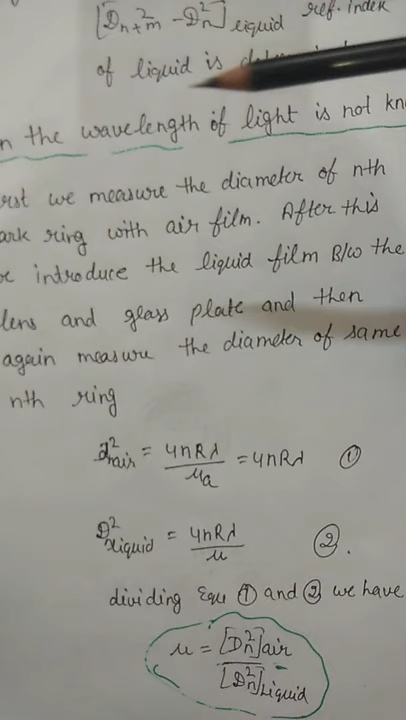 [D²n+m - D²n] liquid ref. index
of liquid is
n the wavelength of light is not kn
rst we measure the diameter of nth
ark ring with air film. After this
e introduce the liquid film B/w the
lens and glass plate and then
again measure the diameter of same
nth ring
D²air = 4nRλ/μa = 4nRλ ①
D²liquid = 4nRλ/μ ②.
dividing Equ ① and ② we have
μ = [D²n]air / [D²n]Liquid